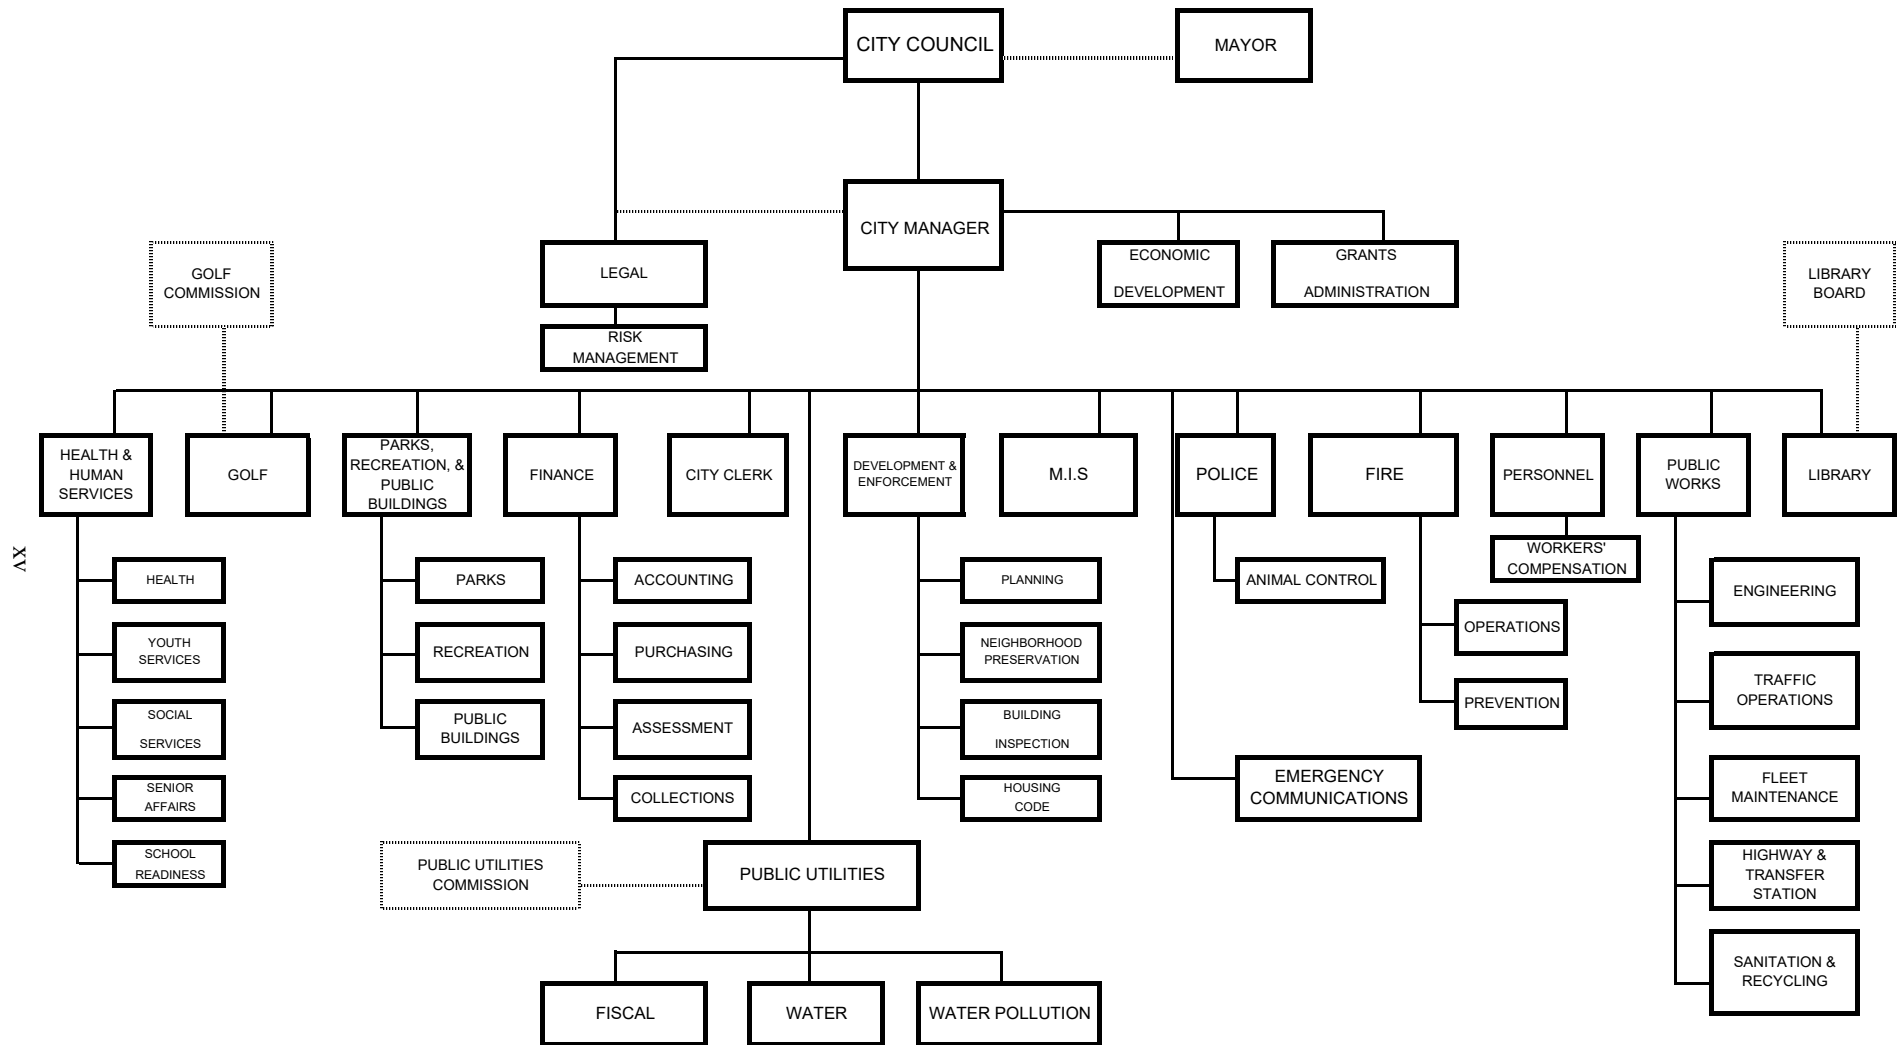 CITY COUNCIL
MAYOR
CITY MANAGER
ECONOMIC
DEVELOPMENT
GRANTS
ADMINISTRATION
GOLF
COMMISSION
LEGAL
LIBRARY
BOARD
RISK
MANAGEMENT
HEALTH &
HUMAN
SERVICES
GOLF
PARKS,
RECREATION, &
PUBLIC
BUILDINGS
FINANCE
CITY CLERK
DEVELOPMENT &
ENFORCEMENT
M.I.S
POLICE
FIRE
PERSONNEL
PUBLIC
WORKS
LIBRARY
xv
HEALTH
YOUTH
SERVICES
SOCIAL
SERVICES
SENIOR
AFFAIRS
SCHOOL
READINESS
PARKS
RECREATION
PUBLIC
BUILDINGS
ACCOUNTING
PURCHASING
ASSESSMENT
COLLECTIONS
PLANNING
NEIGHBORHOOD
PRESERVATION
BUILDING
INSPECTION
HOUSING
CODE
ANIMAL CONTROL
EMERGENCY
COMMUNICATIONS
OPERATIONS
PREVENTION
WORKERS'
COMPENSATION
ENGINEERING
TRAFFIC
OPERATIONS
FLEET
MAINTENANCE
HIGHWAY &
TRANSFER
STATION
SANITATION &
RECYCLING
PUBLIC UTILITIES
COMMISSION
PUBLIC UTILITIES
FISCAL
WATER
WATER POLLUTION